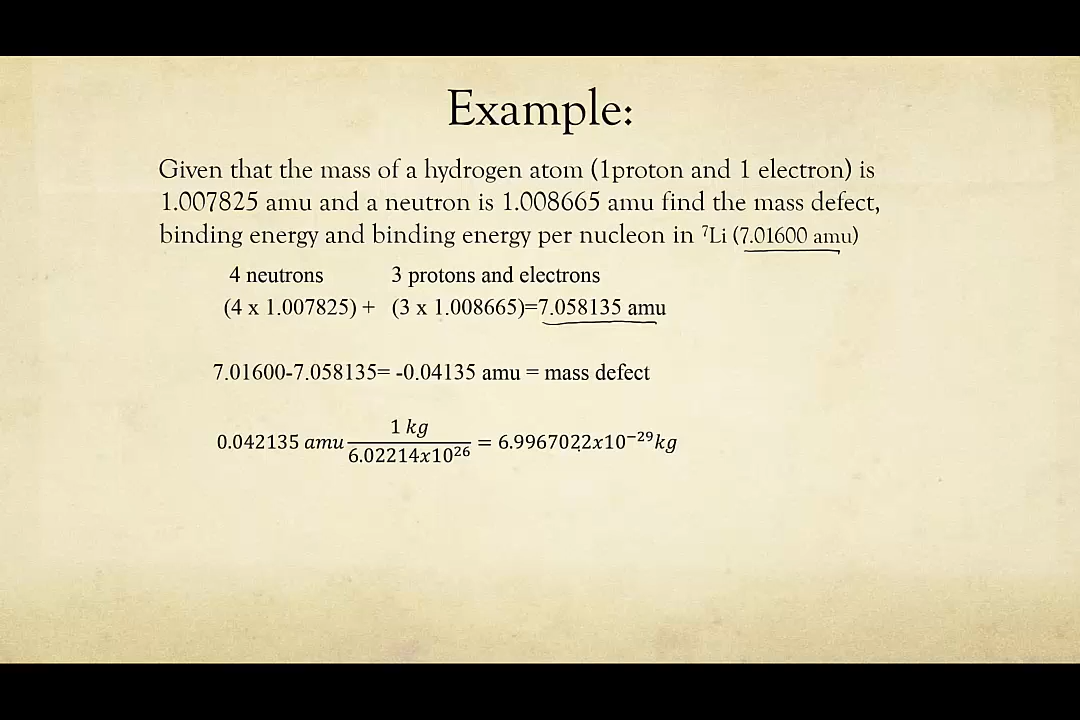 Example:
Given that the mass of a hydrogen atom (1proton and 1 electron) is
1.007825 amu and a neutron is 1.008665 amu find the mass defect,
binding energy and binding energy per nucleon in ⁷Li (7.01600 amu)
4 neutrons 3 protons and electrons
(4 x 1.007825) + (3 x 1.008665)=7.058135 amu
7.01600-7.058135= -0.04135 amu = mass defect
0.042135 amu 1 kg / 6.02214x10²⁶ = 6.9967022x10⁻²⁹kg